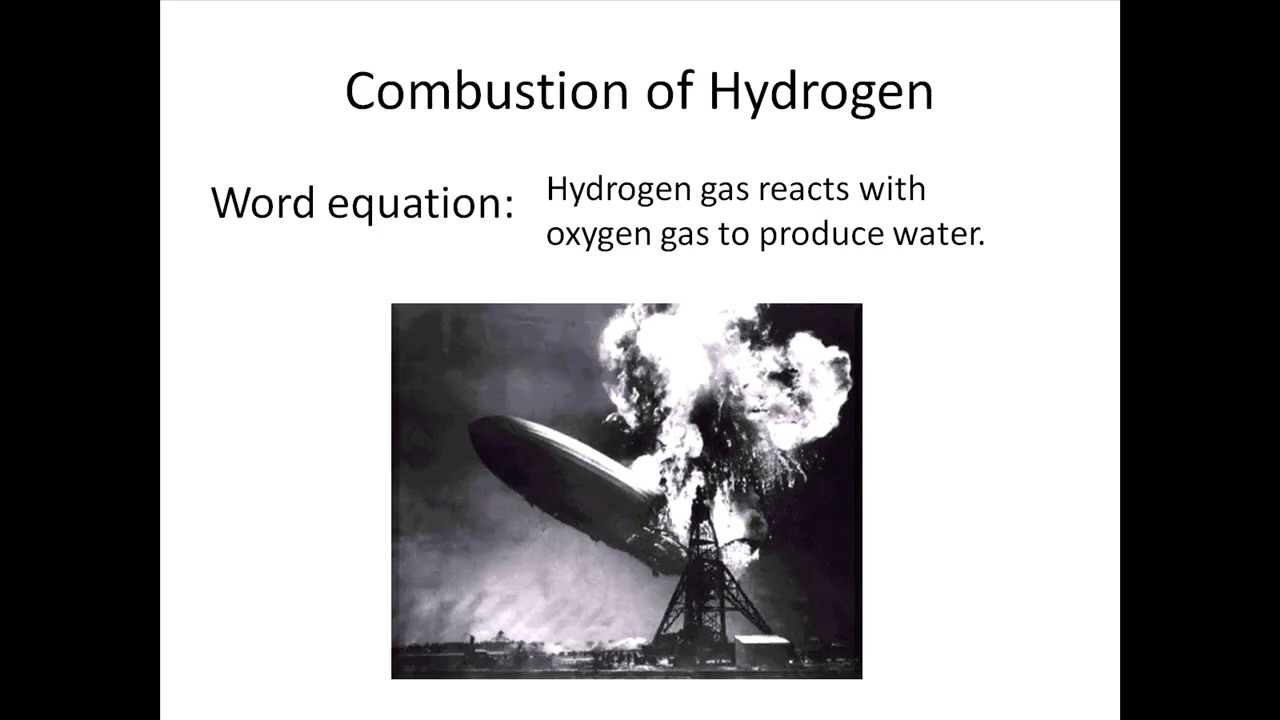 Combustion of Hydrogen
Word equation:
Hydrogen gas reacts with
oxygen gas to produce water.